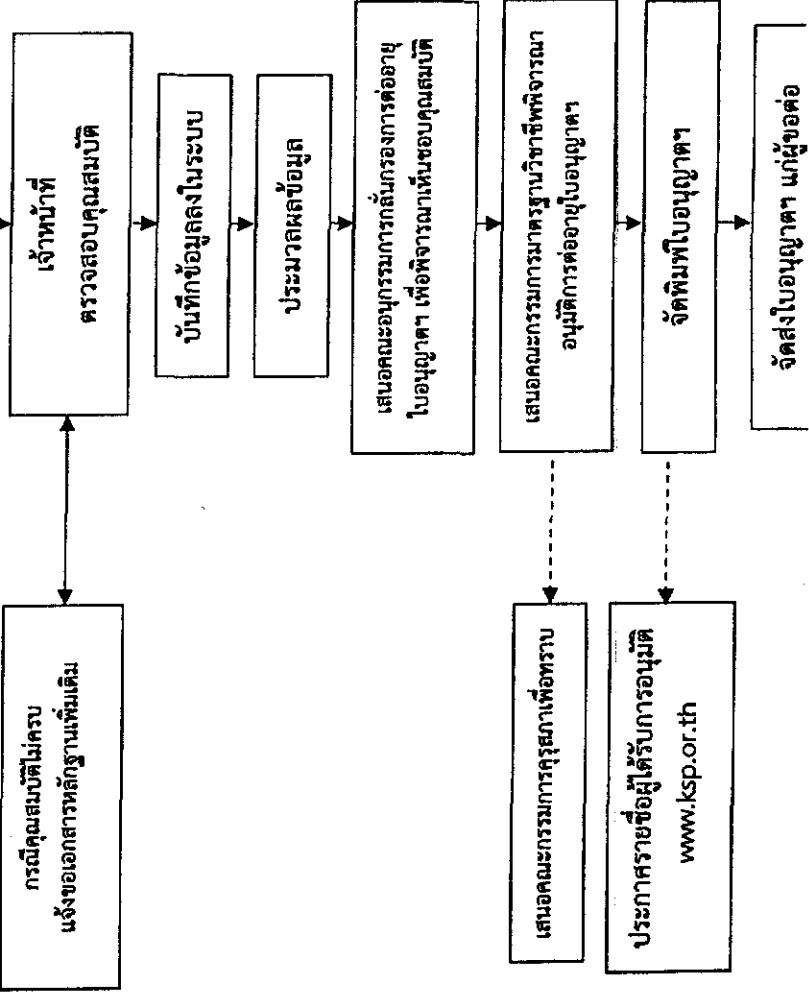 เจ้าหน้าที่
ตรวจสอบคุณสมบัติ
กรณีคุณสมบัติไม่ครบ
แจ้งขอเอกสารหลักฐานเพิ่มเติม
บันทึกข้อมูลลงในระบบ
ประมวลผลข้อมูล
เสนอคณะอนุกรรมการกลั่นกรองการต่ออายุ
ใบอนุญาตฯ เพื่อพิจารณาเห็นชอบคุณสมบัติ
เสนอคณะกรรมการมาตรฐานวิชาชีพพิจารณา
อนุมัติการต่ออายุใบอนุญาตฯ
เสนอคณะกรรมการคุรุสภาเพื่อทราบ
จัดพิมพ์ใบอนุญาตฯ
ประกาศรายชื่อผู้ได้รับการอนุมัติ
www.ksp.or.th
จัดส่งใบอนุญาตฯ แก่ผู้ขอต่อ